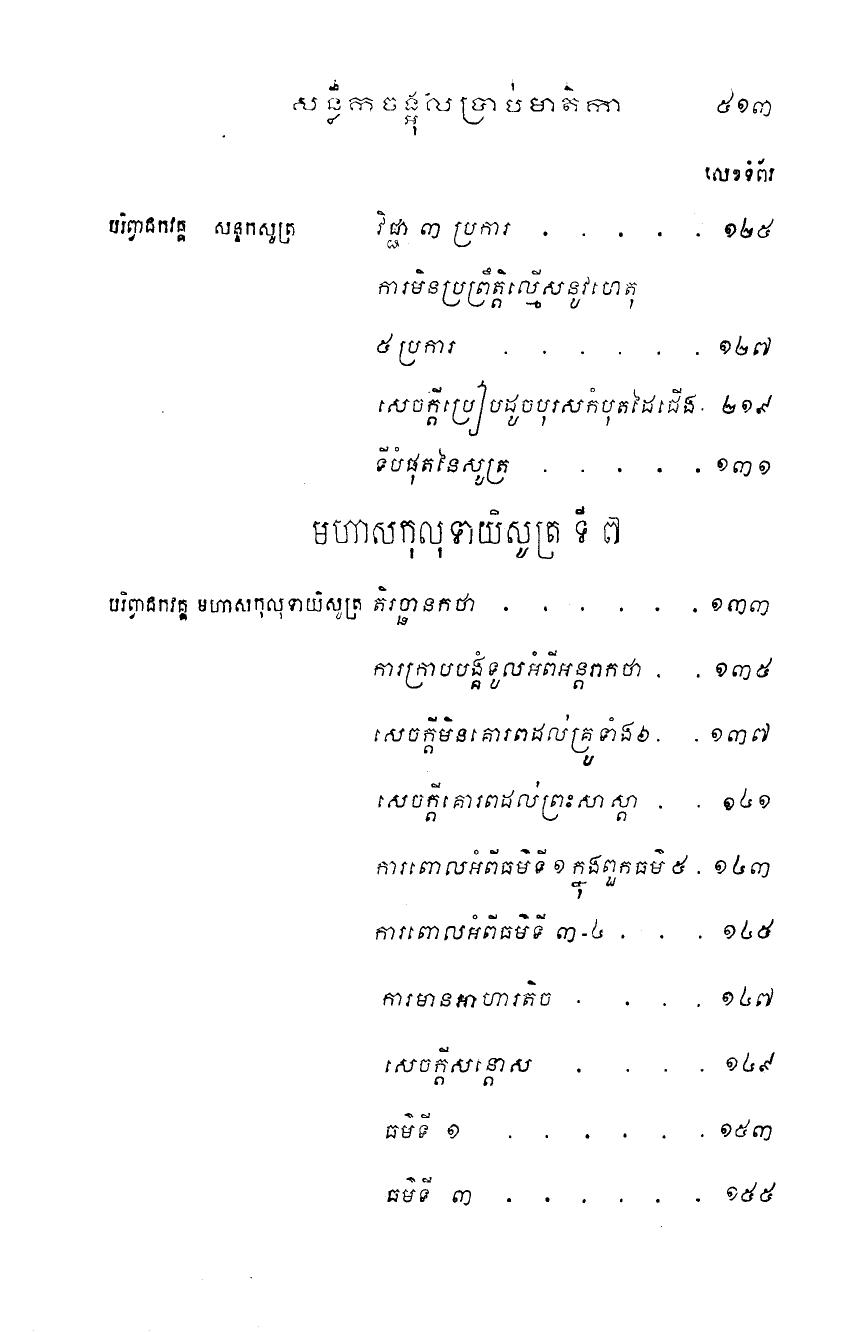 សន្លឹកចង្អុលប្រាប់មាតិកា ៥១៣
លេខទំព័រ
បរិព្វាជកវគ្គ សន្ទកសូត្រ វិជ្ជា ៣ ប្រការ . . . . . ១២៥
ការមិនប្រព្រឹត្តិល្មើសនូវហេតុ
៥ ប្រការ . . . . . . ១២៧
សេចក្តីប្រៀបដូចបុរសកំបុតដៃជើង . ២១៩
ទីបំផុតនៃសូត្រ . . . . . ១៣១
មហាសកុលុទាយិសូត្រ ទី ៧
បរិព្វាជកវគ្គ មហាសកុលុទាយិសូត្រ តិរច្ឆានកថា . . . . . . ១៣៣
ការក្រាបបង្គំទូលអំពីអន្តរាកថា . . ១៣៥
សេចក្តីមិនគោរពដល់គ្រូទាំង៦ . . ១៣៧
សេចក្តីគោរពដល់ព្រះសាស្តា . . ១៤១
ការពោលអំពីធម៌ទី ១ ក្នុងពួកធម៌ ៥ . ១៤៣
ការពោលអំពីធម៌ទី ៣-៤ . . . ១៤៥
ការមានអាហារតិច . . . . ១៤៧
សេចក្តីសន្តោស . . . . ១៤៩
ធម៌ទី ១ . . . . . . ១៥៣
ធម៌ទី ៣ . . . . . . ១៥៥